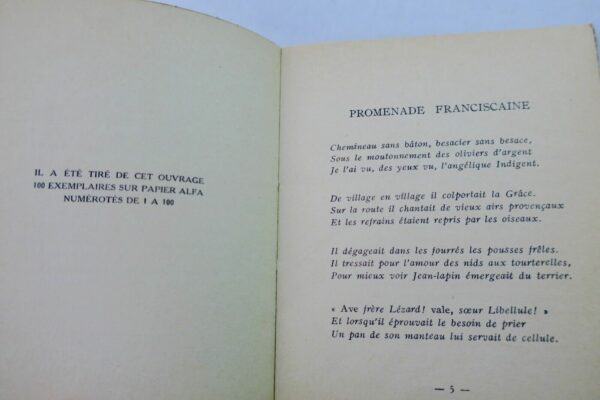 IL A ÉTÉ TIRÉ DE CET OUVRAGE
100 EXEMPLAIRES SUR PAPIER ALFA
NUMÉROTÉS DE 1 A 100
PROMENADE FRANCISCAINE
Chemineau sans bâton, besacier sans besace,
Sous le moutonnement des oliviers d'argent
Je l'ai vu, des yeux vu, l'angélique Indigent.
De village en village il colportait la Grâce.
Sur la route il chantait de vieux airs provençaux
Et les refrains étaient repris par les oiseaux.
Il dégageait dans les fourrés les pousses frêles.
Il tressait pour l'amour des nids aux tourterelles,
Pour mieux voir Jean-lapin émergeait du terrier.
« Ave frère Lézard! vale, sœur Libellule! »
Et lorsqu'il éprouvait le besoin de prier
Un pan de son manteau lui servait de cellule.
— 5 —